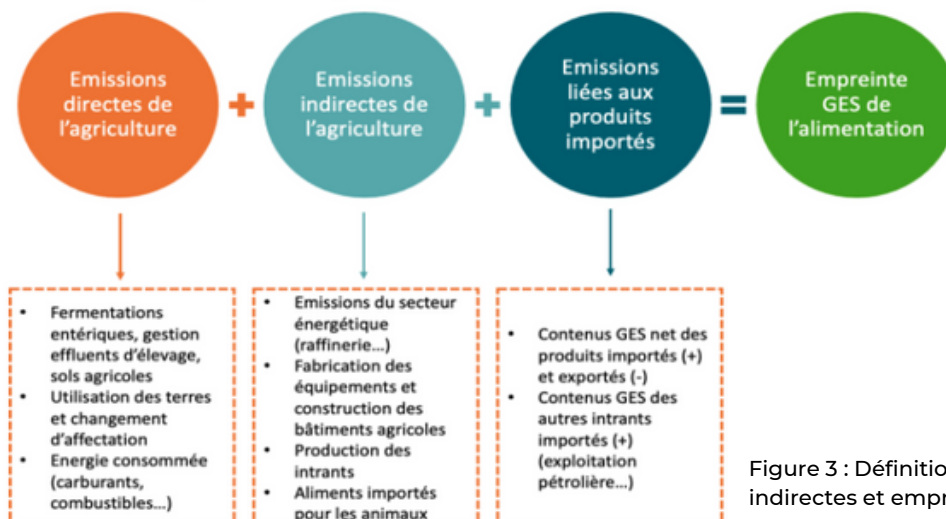 Emissions
directes de
l'agriculture
+
Emissions
indirectes de
l'agriculture
+
Emissions
liées aux
produits
importés
=
Empreinte
GES de
l'alimentation
• Fermentations
entériques, gestion
effluents d'élevage,
sols agricoles
• Utilisation des terres
et changement
d'affectation
• Energie consommée
(carburants,
combustibles...)
• Emissions du secteur
énergétique
(raffinerie...)
• Fabrication des
équipements et
construction des
bâtiments agricoles
• Production des
intrants
• Aliments importés
pour les animaux
• Contenus GES net des
produits importés (+)
et exportés (-)
• Contenus GES des
autres intrants
importés (+)
(exploitation
pétrolière...)
Figure 3 :
indirectes et